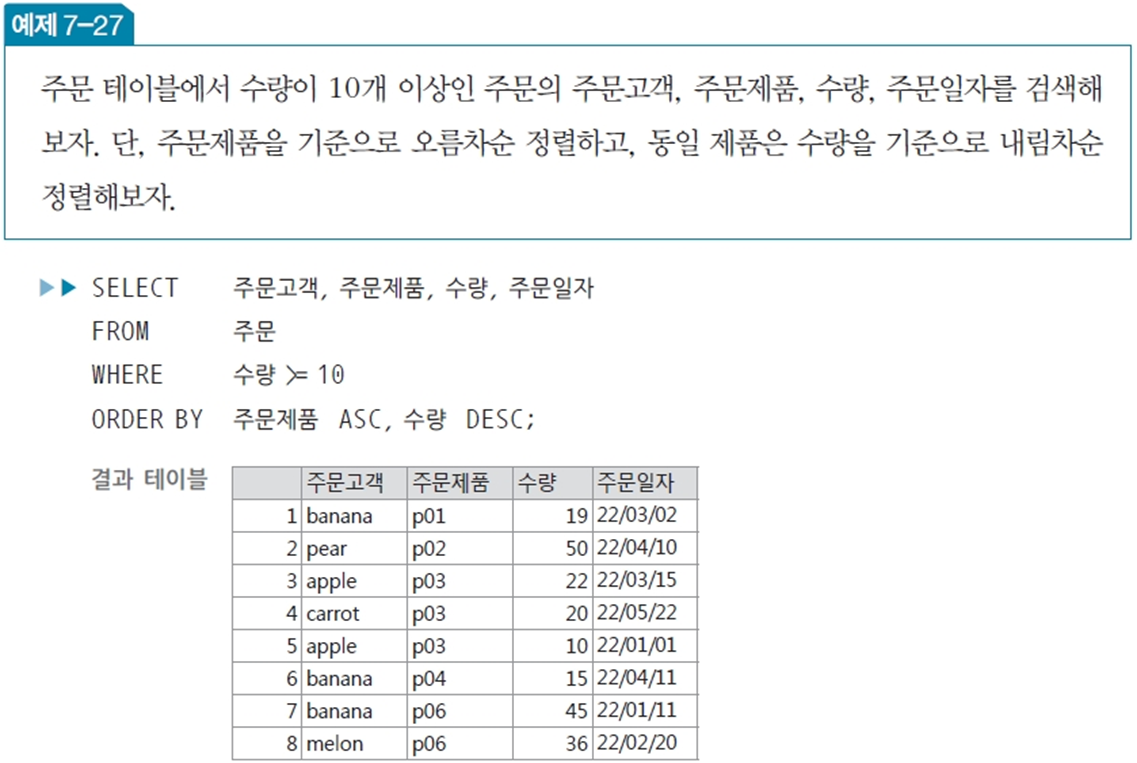 예제 7-27
주문 테이블에서 수량이 10개 이상인 주문의 주문고객, 주문제품, 수량, 주문일자를 검색해
보자. 단, 주문제품을 기준으로 오름차순 정렬하고, 동일 제품은 수량을 기준으로 내림차순
정렬해보자.
▶▶ SELECT 주문고객, 주문제품, 수량, 주문일자
FROM 주문
WHERE 수량 >= 10
ORDER BY 주문제품 ASC, 수량 DESC;
결과 테이블
주문고객 주문제품 수량 주문일자
1 banana p01 19 22/03/02
2 pear p02 50 22/04/10
3 apple p03 22 22/03/15
4 carrot p03 20 22/05/22
5 apple p03 10 22/01/01
6 banana p04 15 22/04/11
7 banana p06 45 22/01/11
8 melon p06 36 22/02/20